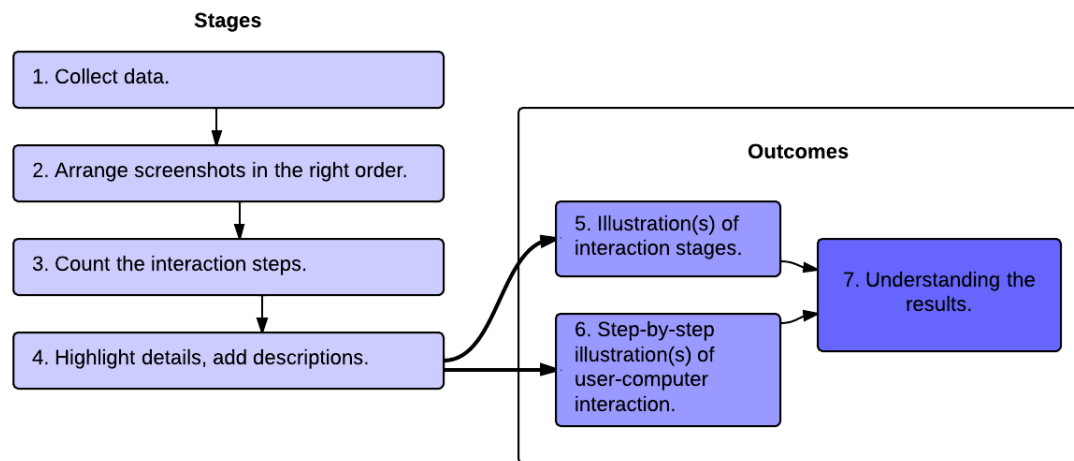 Stages
1. Collect data.
2. Arrange screenshots in the right order.
3. Count the interaction steps.
4. Highlight details, add descriptions.
Outcomes
5. Illustration(s) of
interaction stages.
6. Step-by-step
illustration(s) of
user-computer
interaction.
7. Understanding the
results.